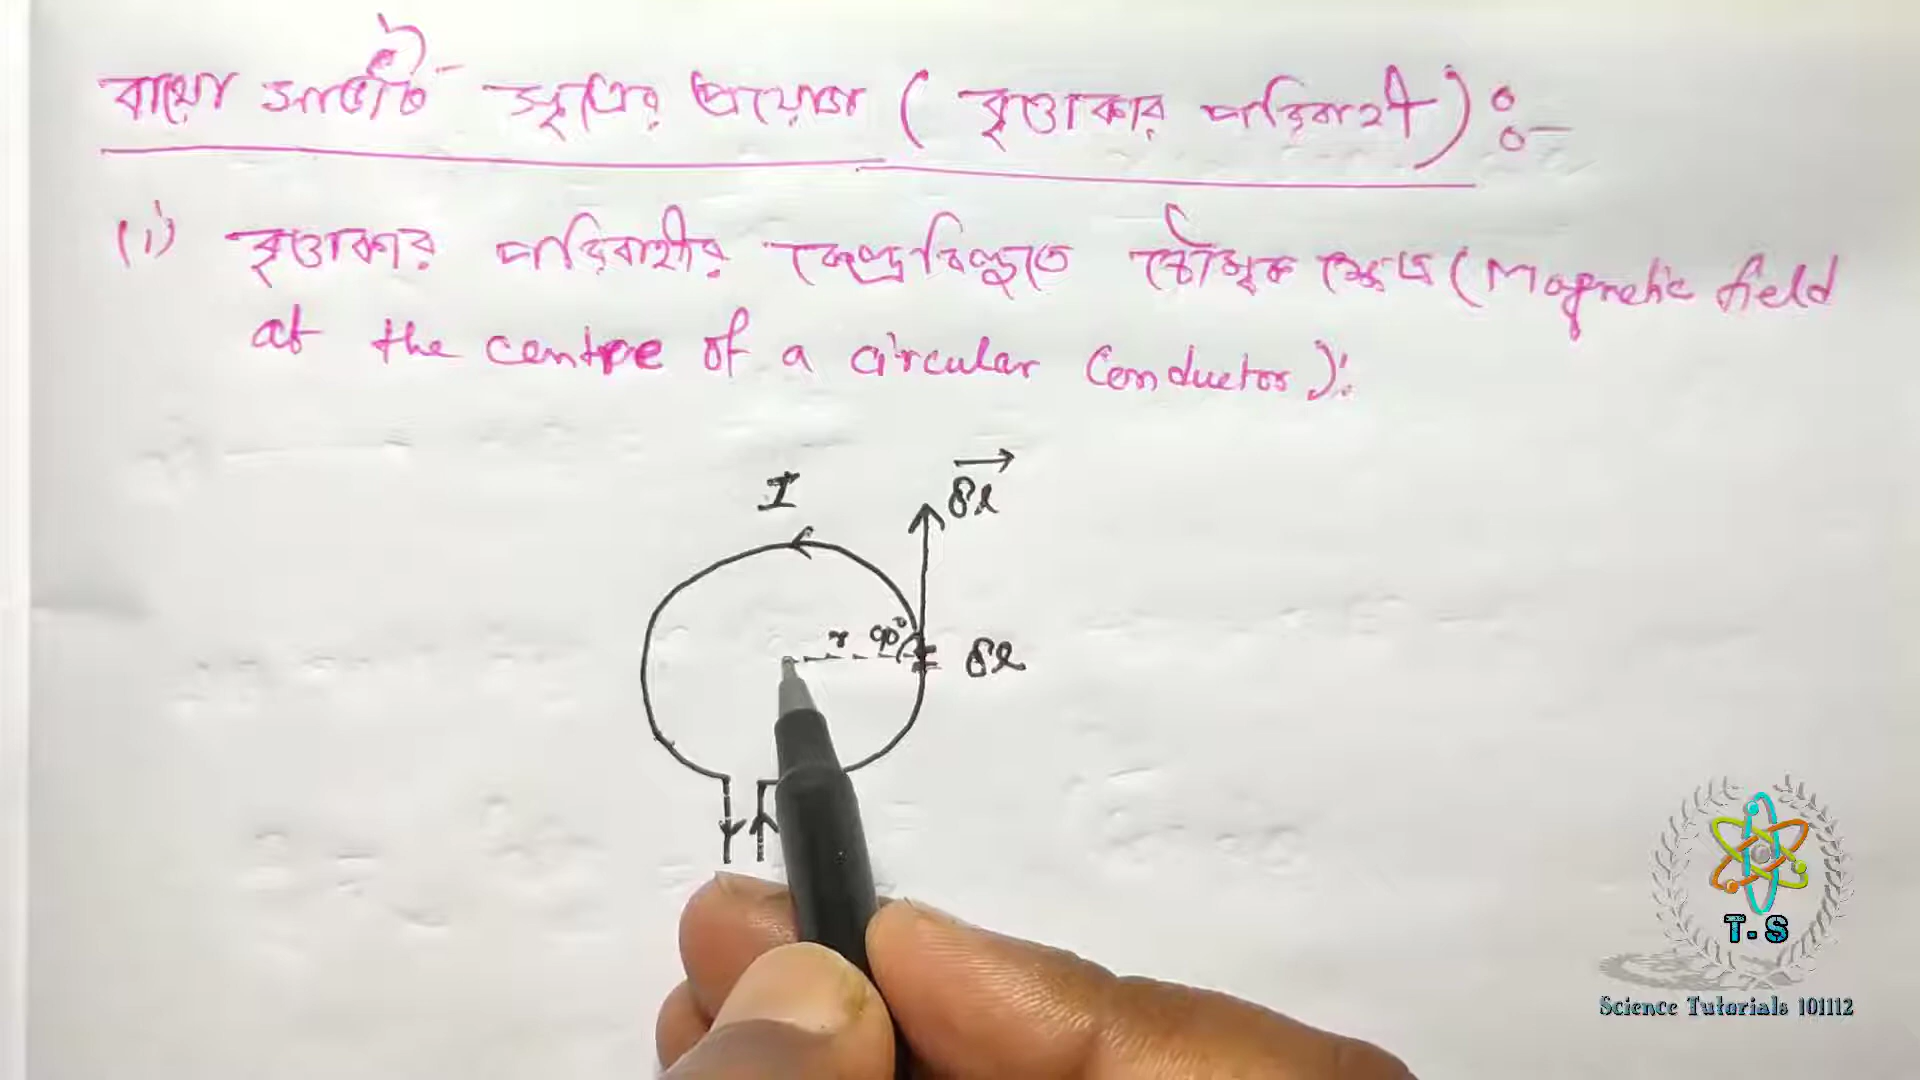 বায়ো সার্ভাট সূত্রের প্রয়োগ ( বৃত্তাকার পরিবাহী ) :-
(i) বৃত্তাকার পরিবাহীর কেন্দ্রবিন্দুতে চৌম্বক ক্ষেত্র ( Magnetic field
at the centre of a circular Conductor ):
I
δl
r 90°
δl
T.S
Science Tutorials 101112